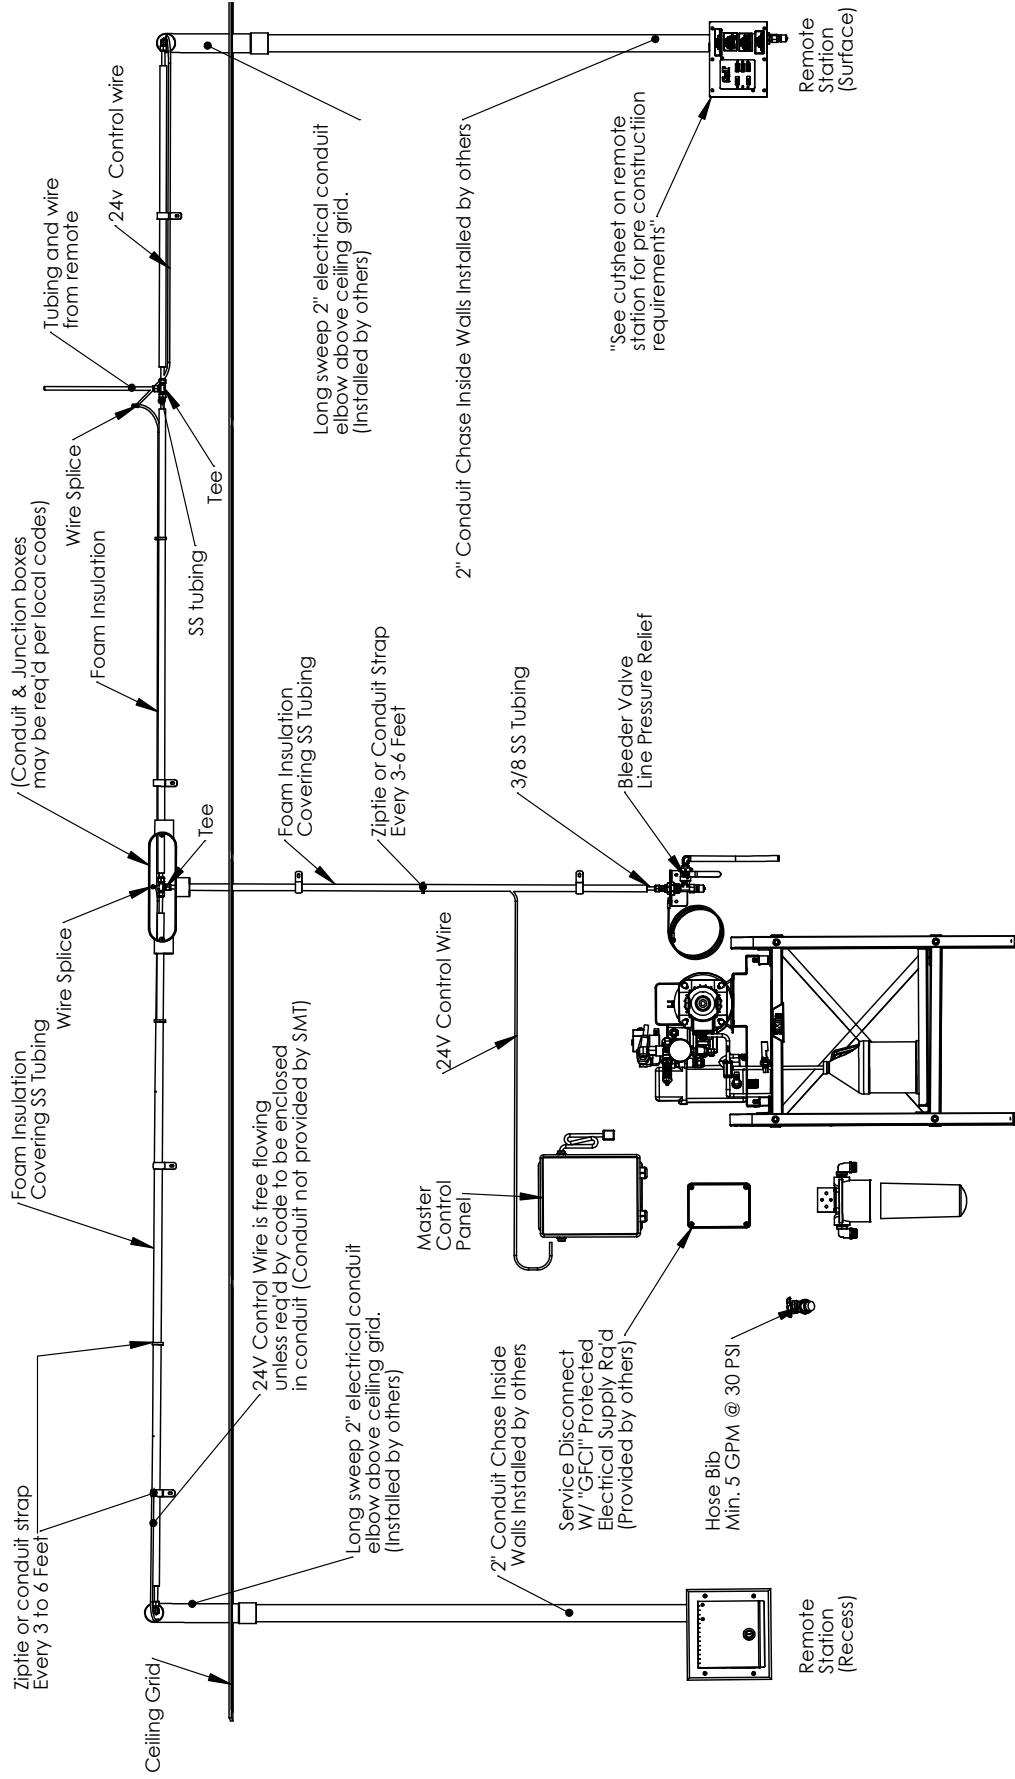 Ziptie or conduit strap
Every 3 to 6 Feet
Foam Insulation
Covering SS Tubing
Wire Splice
(Conduit & Junction boxes
may be req'd per local codes)
Foam Insulation
Wire Splice
Tubing and wire
from remote
24v Control wire
Ceiling Grid
Tee
SS tubing
Tee
24V Control Wire is free flowing
unless req'd by code to be enclosed
in conduit (Conduit not provided by SMT)
Foam Insulation
Covering SS Tubing
Long sweep 2" electrical conduit
elbow above ceiling grid.
(Installed by others)
Long sweep 2" electrical conduit
elbow above ceiling grid.
(Installed by others)
Ziptie or Conduit Strap
Every 3-6 Feet
Master
Control
Panel
24V Control Wire
2" Conduit Chase Inside Walls Installed by others
2" Conduit Chase Inside
Walls Installed by others
3/8 SS Tubing
Service Disconnect
W/ "GFCI" Protected
Electrical Supply Rq'd
(Provided by others)
Bleeder Valve
Line Pressure Relief
"See cutsheet on remote
station for pre constructiion
requirements"
Hose Bib
Min. 5 GPM @ 30 PSI
Remote
Station
(Recess)
Remote
Station
(Surface)